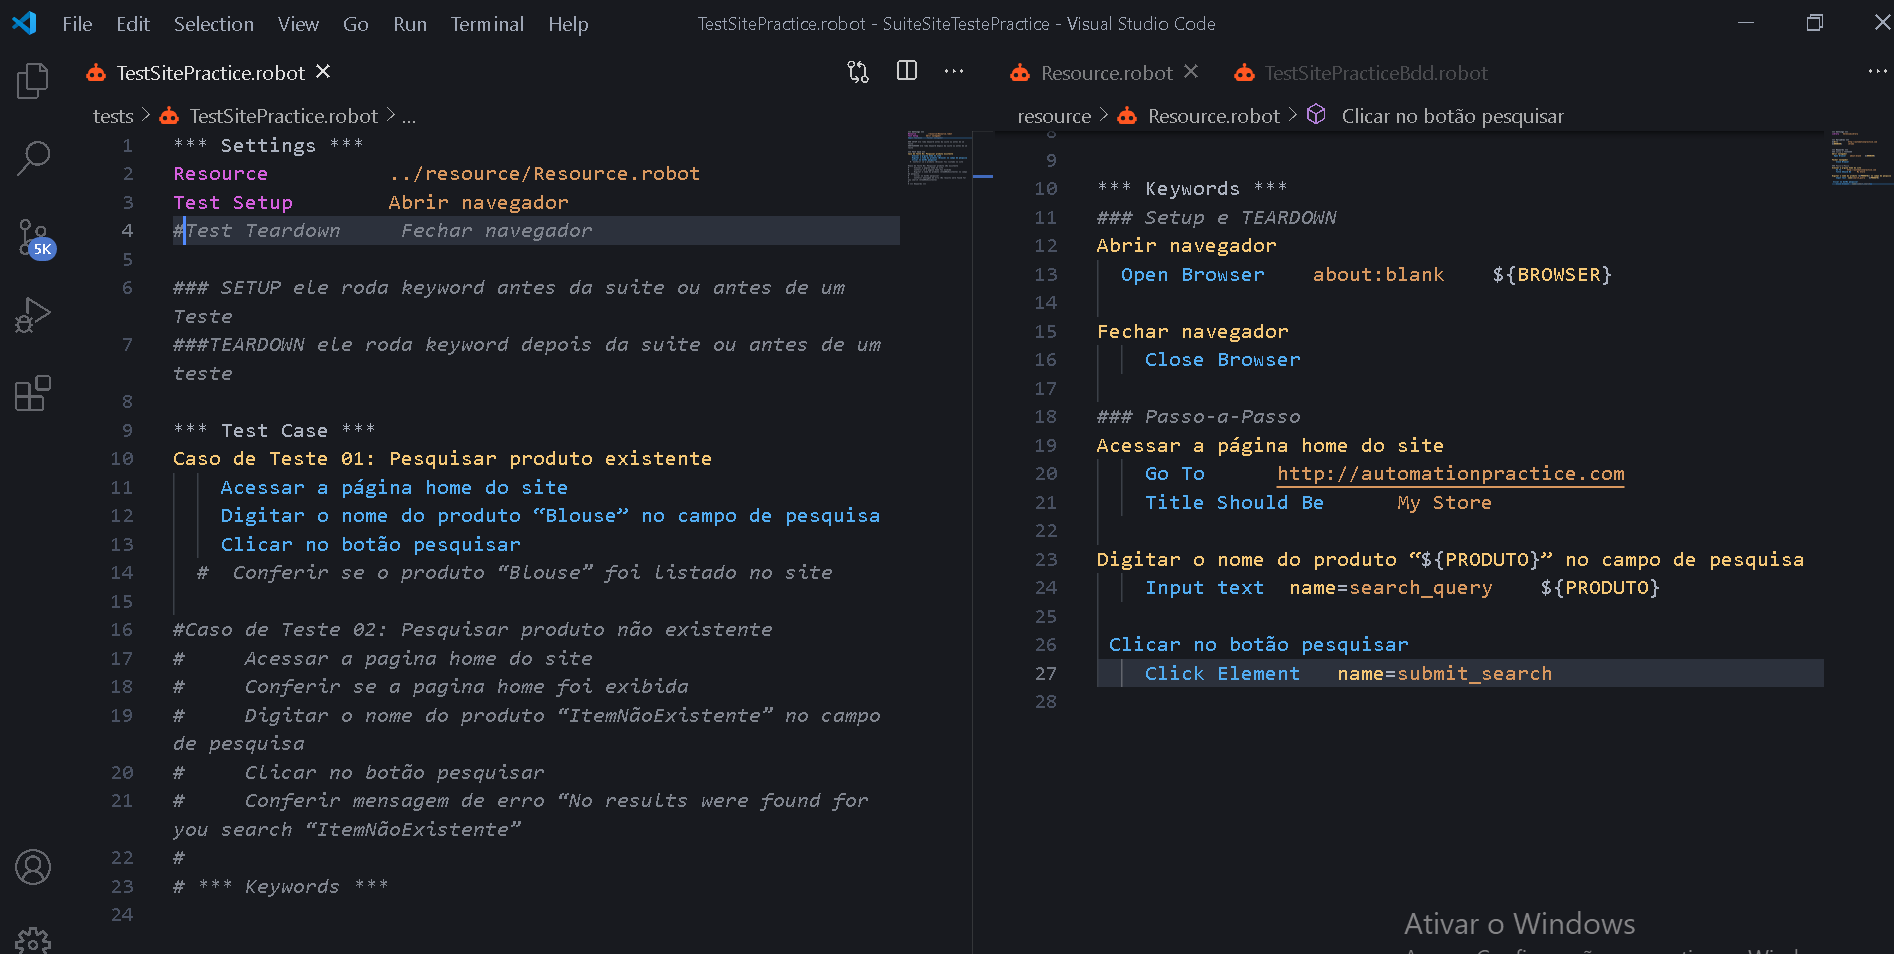 File Edit Selection View Go Run Terminal Help
TestSitePractice.robot - SuiteSiteTestePractice - Visual Studio Code
TestSitePractice.robot
tests > TestSitePractice.robot > ...
1 *** Settings ***
2 Resource ../resource/Resource.robot
3 Test Setup Abrir navegador
4 #Test Teardown Fechar navegador
5
6 ### SETUP ele roda keyword antes da suite ou antes de um
Teste
7 ###TEARDOWN ele roda keyword depois da suite ou antes de um
teste
8
9 *** Test Case ***
10 Caso de Teste 01: Pesquisar produto existente
11 Acessar a página home do site
12 Digitar o nome do produto “Blouse” no campo de pesquisa
13 Clicar no botão pesquisar
14 # Conferir se o produto “Blouse” foi listado no site
15
16 #Caso de Teste 02: Pesquisar produto não existente
17 # Acessar a pagina home do site
18 # Conferir se a pagina home foi exibida
19 # Digitar o nome do produto “ItemNãoExistente” no campo
de pesquisa
20 # Clicar no botão pesquisar
21 # Conferir mensagem de erro “No results were found for
you search “ItemNãoExistente”
22 #
23 # *** Keywords ***
24
5K
Resource.robot TestSitePracticeBdd.robot
resource > Resource.robot > Clicar no botão pesquisar
8
9
10 *** Keywords ***
11 ### Setup e TEARDOWN
12 Abrir navegador
13 Open Browser about:blank ${BROWSER}
14
15 Fechar navegador
16 Close Browser
17
18 ### Passo-a-Passo
19 Acessar a página home do site
20 Go To http://automationpractice.com
21 Title Should Be My Store
22
23 Digitar o nome do produto “${PRODUTO}” no campo de pesquisa
24 Input text name=search_query ${PRODUTO}
25
26 Clicar no botão pesquisar
27 Click Element name=submit_search
28
Ativar o Windows